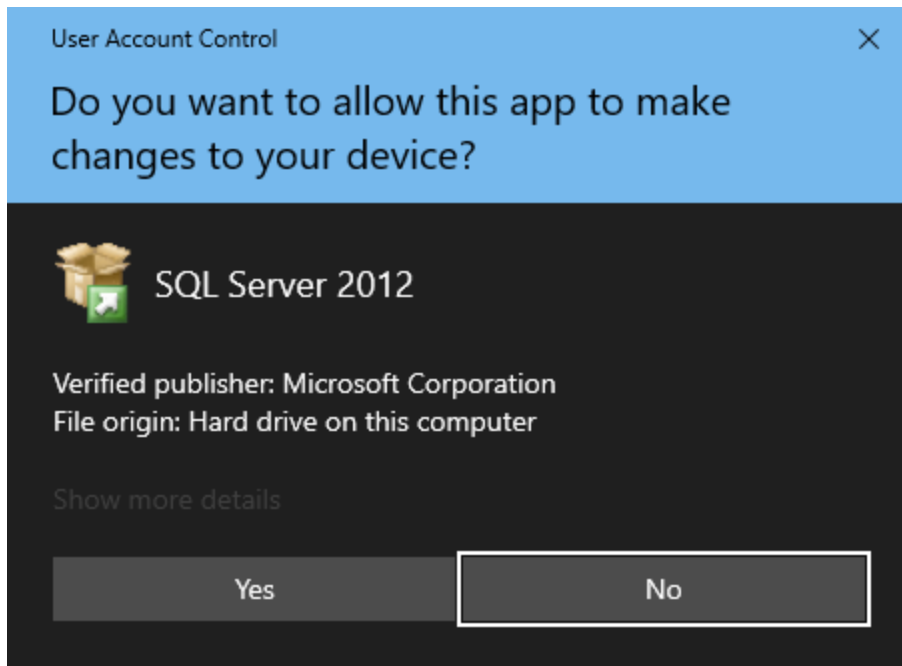 User Account Control
Do you want to allow this app to make
changes to your device?
SQL Server 2012
Verified publisher: Microsoft Corporation
File origin: Hard drive on this computer
Show more details
Yes
No